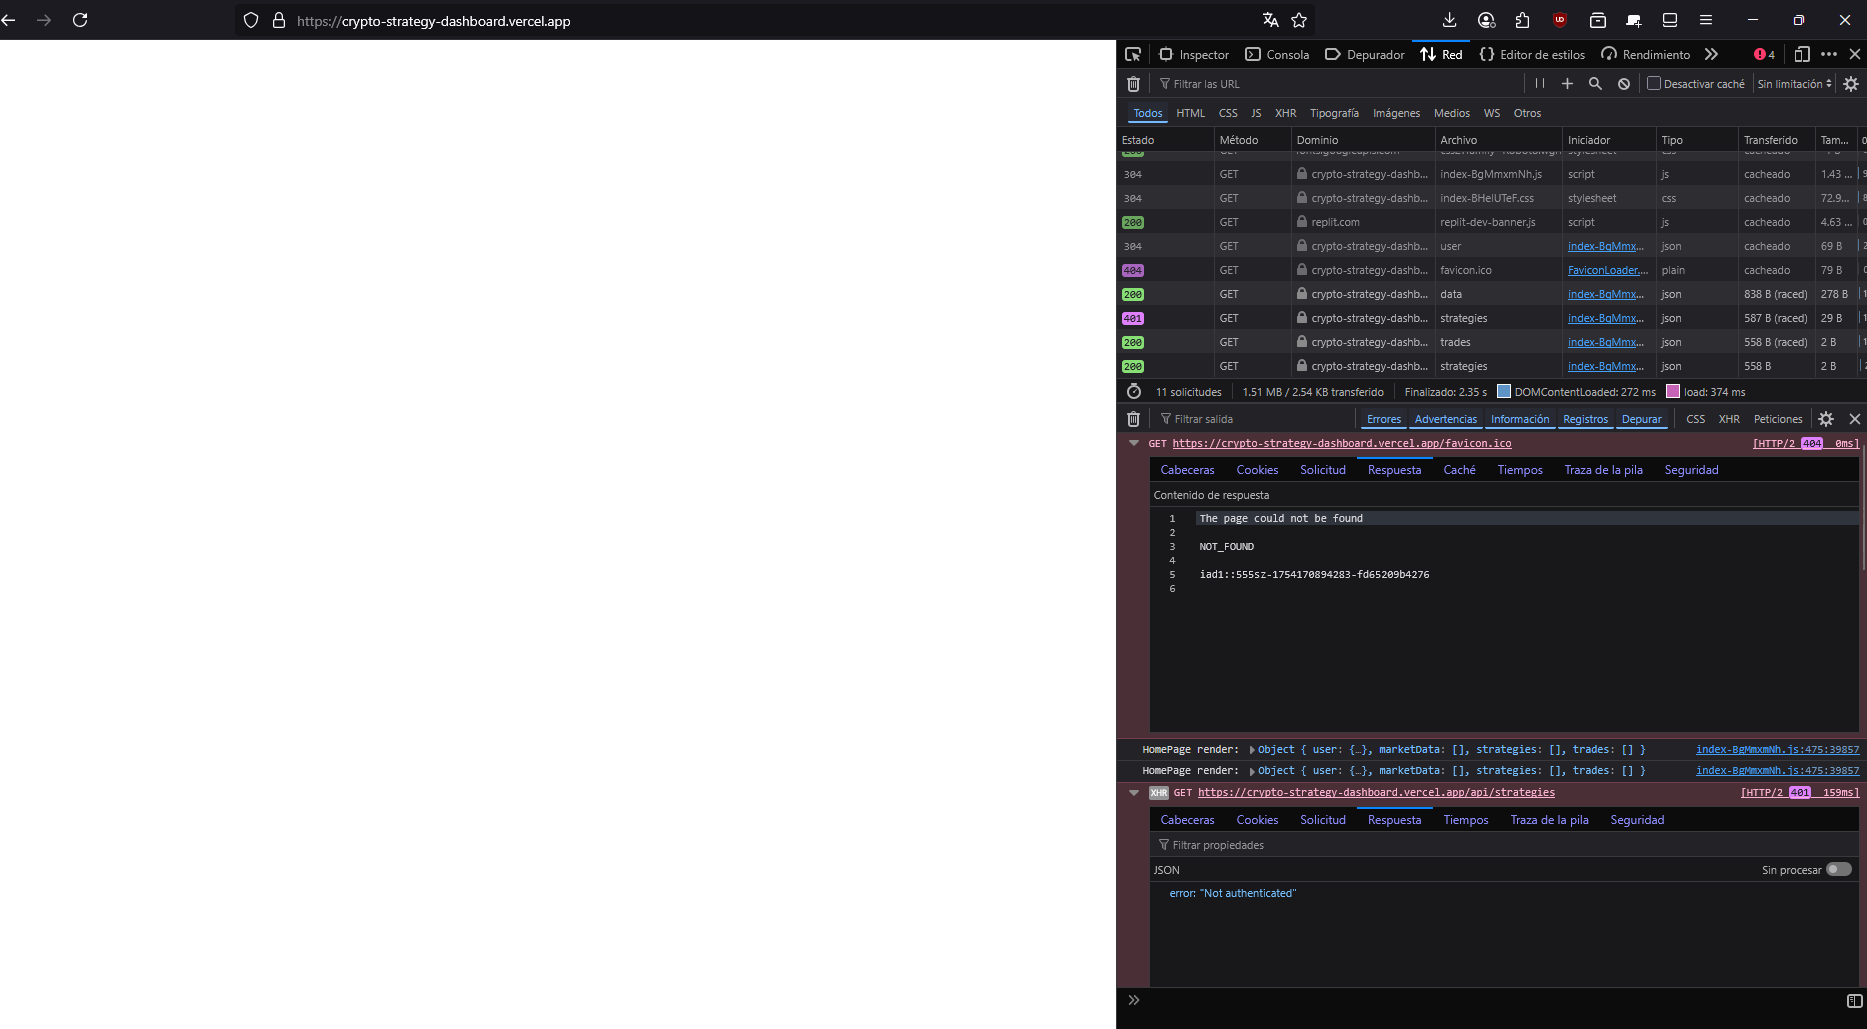 https://crypto-strategy-dashboard.vercel.app
Inspector Consola Depurador Red Editor de estilos Rendimiento 4
Filtrar las URL Desactivar caché Sin limitación
Todos HTML CSS JS XHR Tipografía Imágenes Medios WS Otros
Estado Método Dominio Archivo Iniciador Tipo Transferido Tam...
304 GET crypto-strategy-dashb... index-BgMmxmNh.js script js cacheado 1.43 ...
304 GET crypto-strategy-dashb... index-BHelUTeF.css stylesheet css cacheado 72.9...
200 GET replit.com replit-dev-banner.js script js cacheado 4.63 ...
304 GET crypto-strategy-dashb... user index-BgMmx... json cacheado 69 B
404 GET crypto-strategy-dashb... favicon.ico FaviconLoader.... plain cacheado 79 B
200 GET crypto-strategy-dashb... data index-BgMmx... json 838 B (raced) 278 B
401 GET crypto-strategy-dashb... strategies index-BgMmx... json 587 B (raced) 29 B
200 GET crypto-strategy-dashb... trades index-BgMmx... json 558 B (raced) 2 B
200 GET crypto-strategy-dashb... strategies index-BgMmx... json 558 B 2 B
11 solicitudes 1.51 MB / 2.54 KB transferido Finalizado: 2.35 s DOMContentLoaded: 272 ms load: 374 ms
Filtrar salida Errores Advertencias Información Registros Depurar CSS XHR Peticiones
GET https://crypto-strategy-dashboard.vercel.app/favicon.ico [HTTP/2 404 0ms]
Cabeceras Cookies Solicitud Respuesta Caché Tiempos Traza de la pila Seguridad
Contenido de respuesta
1 The page could not be found
2
3 NOT_FOUND
4
5 iad1::555sz-1754170894283-fd65209b4276
6
HomePage render: Object { user: {…}, marketData: [], strategies: [], trades: [] } index-BgMmxmNh.js:475:39857
HomePage render: Object { user: {…}, marketData: [], strategies: [], trades: [] } index-BgMmxmNh.js:475:39857
XHR GET https://crypto-strategy-dashboard.vercel.app/api/strategies [HTTP/2 401 159ms]
Cabeceras Cookies Solicitud Respuesta Tiempos Traza de la pila Seguridad
Filtrar propiedades
JSON Sin procesar
error: "Not authenticated"